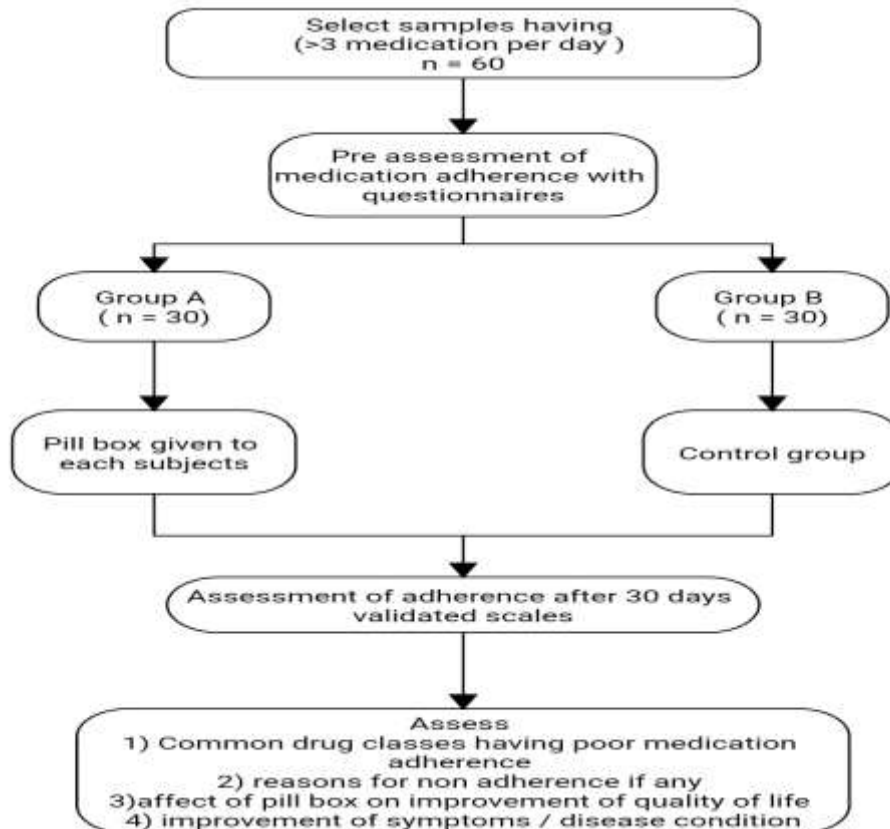 Select samples having
(>3 medication per day )
n = 60
Pre assessment of
medication adherence with
questionnaires
Group A
( n = 30)
Group B
( n = 30)
Pill box given to
each subjects
Control group
Assessment of adherence after 30 days
validated scales
Assess
1) Common drug classes having poor medication
adherence
2) reasons for non adherence if any
3)affect of pill box on improvement of quality of life
4) improvement of symptoms / disease condition